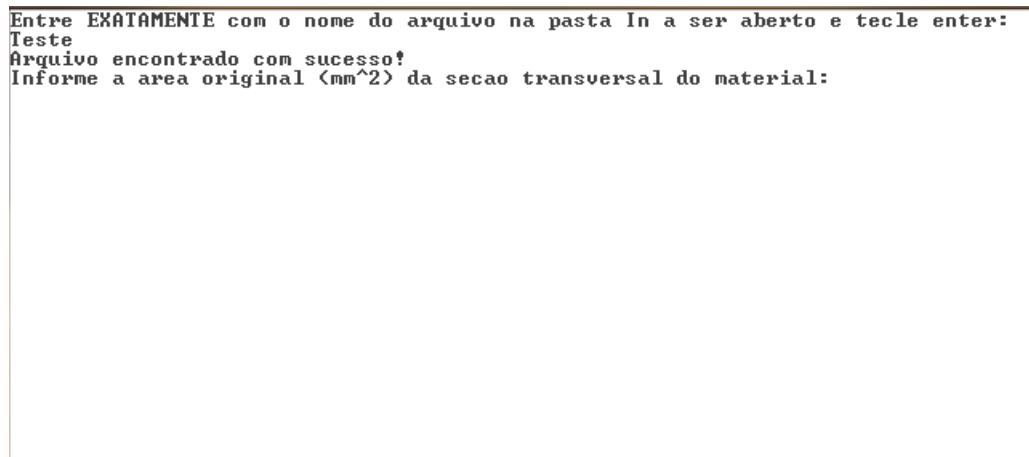 Entre EXATAMENTE com o nome do arquivo na pasta In a ser aberto e tecle enter:
Teste
Arquivo encontrado com sucesso!
Informe a area original (mm^2) da secao transversal do material: